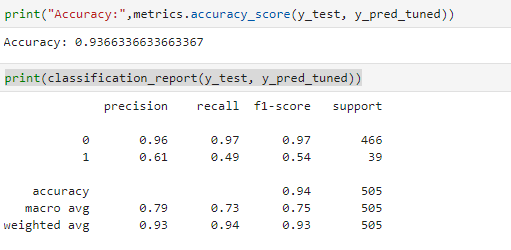 print("Accuracy:",metrics.accuracy_score(y_test, y_pred_tuned))
Accuracy: 0.9366336633663367
print(classification_report(y_test, y_pred_tuned))
precision recall f1-score support
0 0.96 0.97 0.97 466
1 0.61 0.49 0.54 39
accuracy 0.94 505
macro avg 0.79 0.73 0.75 505
weighted avg 0.93 0.94 0.93 505